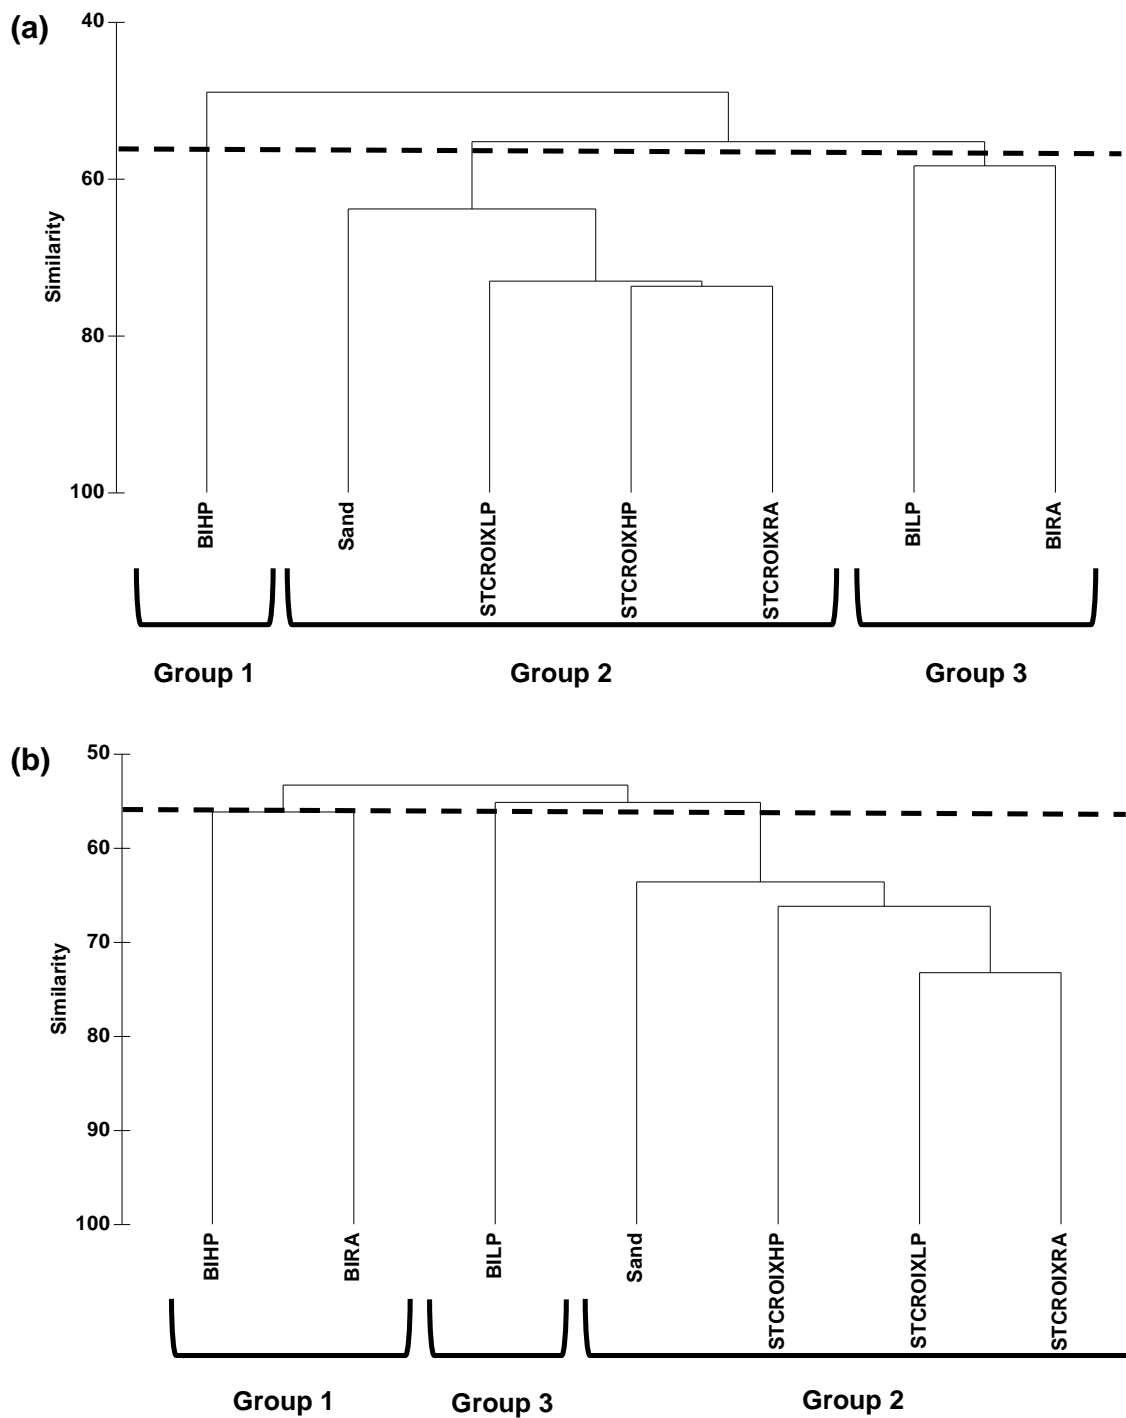 (a)
40
60
80
100
Similarity
BIHP
Sand
STCROIXLP
STCROIXHP
STCROIXRA
BILP
BIRA
Group 1
Group 2
Group 3
(b)
50
60
70
80
90
100
Similarity
BIHP
BIRA
BILP
Sand
STCROIXHP
STCROIXLP
STCROIXRA
Group 1
Group 3
Group 2